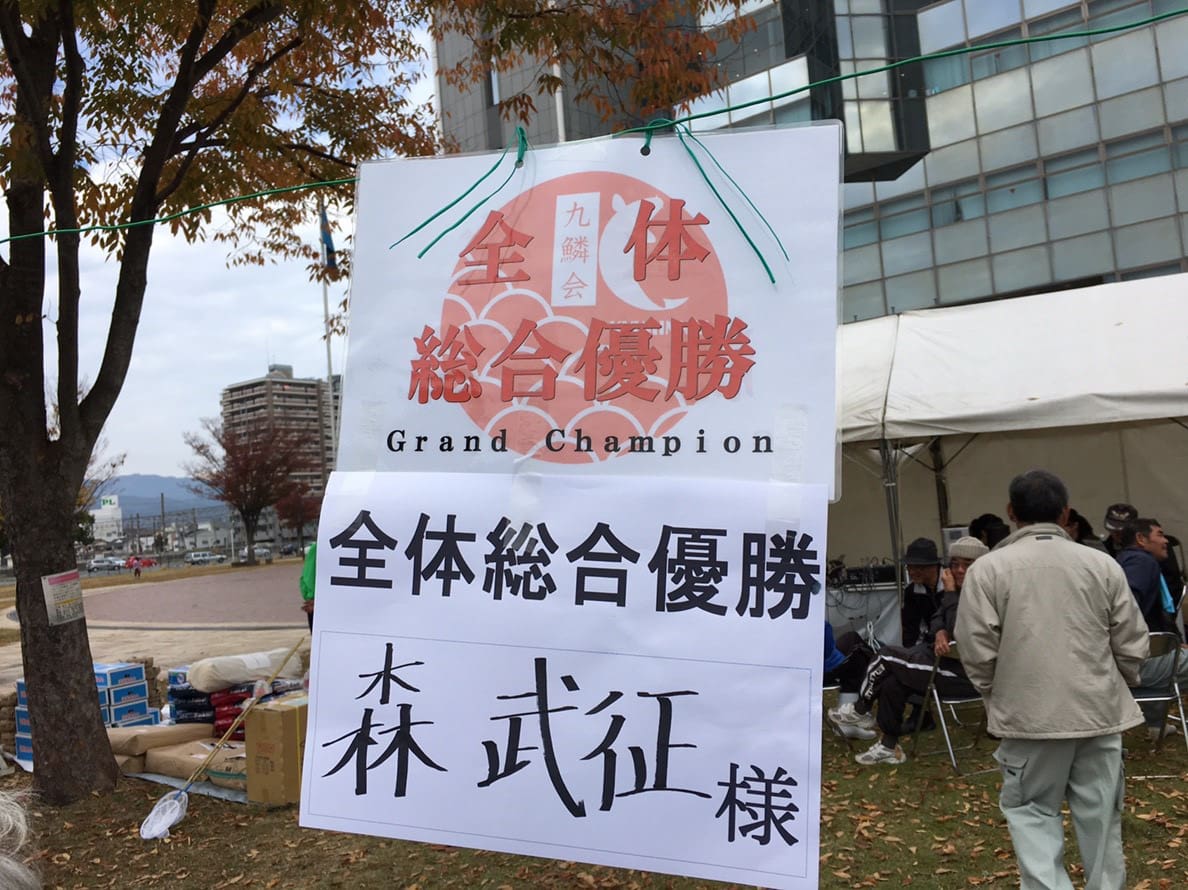 九鱗会
全体
総合優勝
Grand Champion
全体総合優勝
森 武征 様
PL